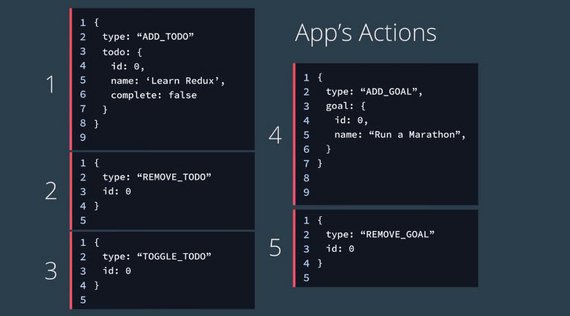 App's Actions
1
1 {
2   type: “ADD_TODO”
3   todo: {
4     id: 0,
5     name: ‘Learn Redux’,
6     complete: false
7   }
8 }
9
2
1 {
2   type: “REMOVE_TODO”
3   id: 0
4 }
5
3
1 {
2   type: “TOGGLE_TODO”
3   id: 0
4 }
5
4
1 {
2   type: “ADD_GOAL”,
3   goal: {
4     id: 0,
5     name: “Run a Marathon”,
6   }
7 }
8
9
5
1 {
2   type: “REMOVE_GOAL”
3   id: 0
4 }
5